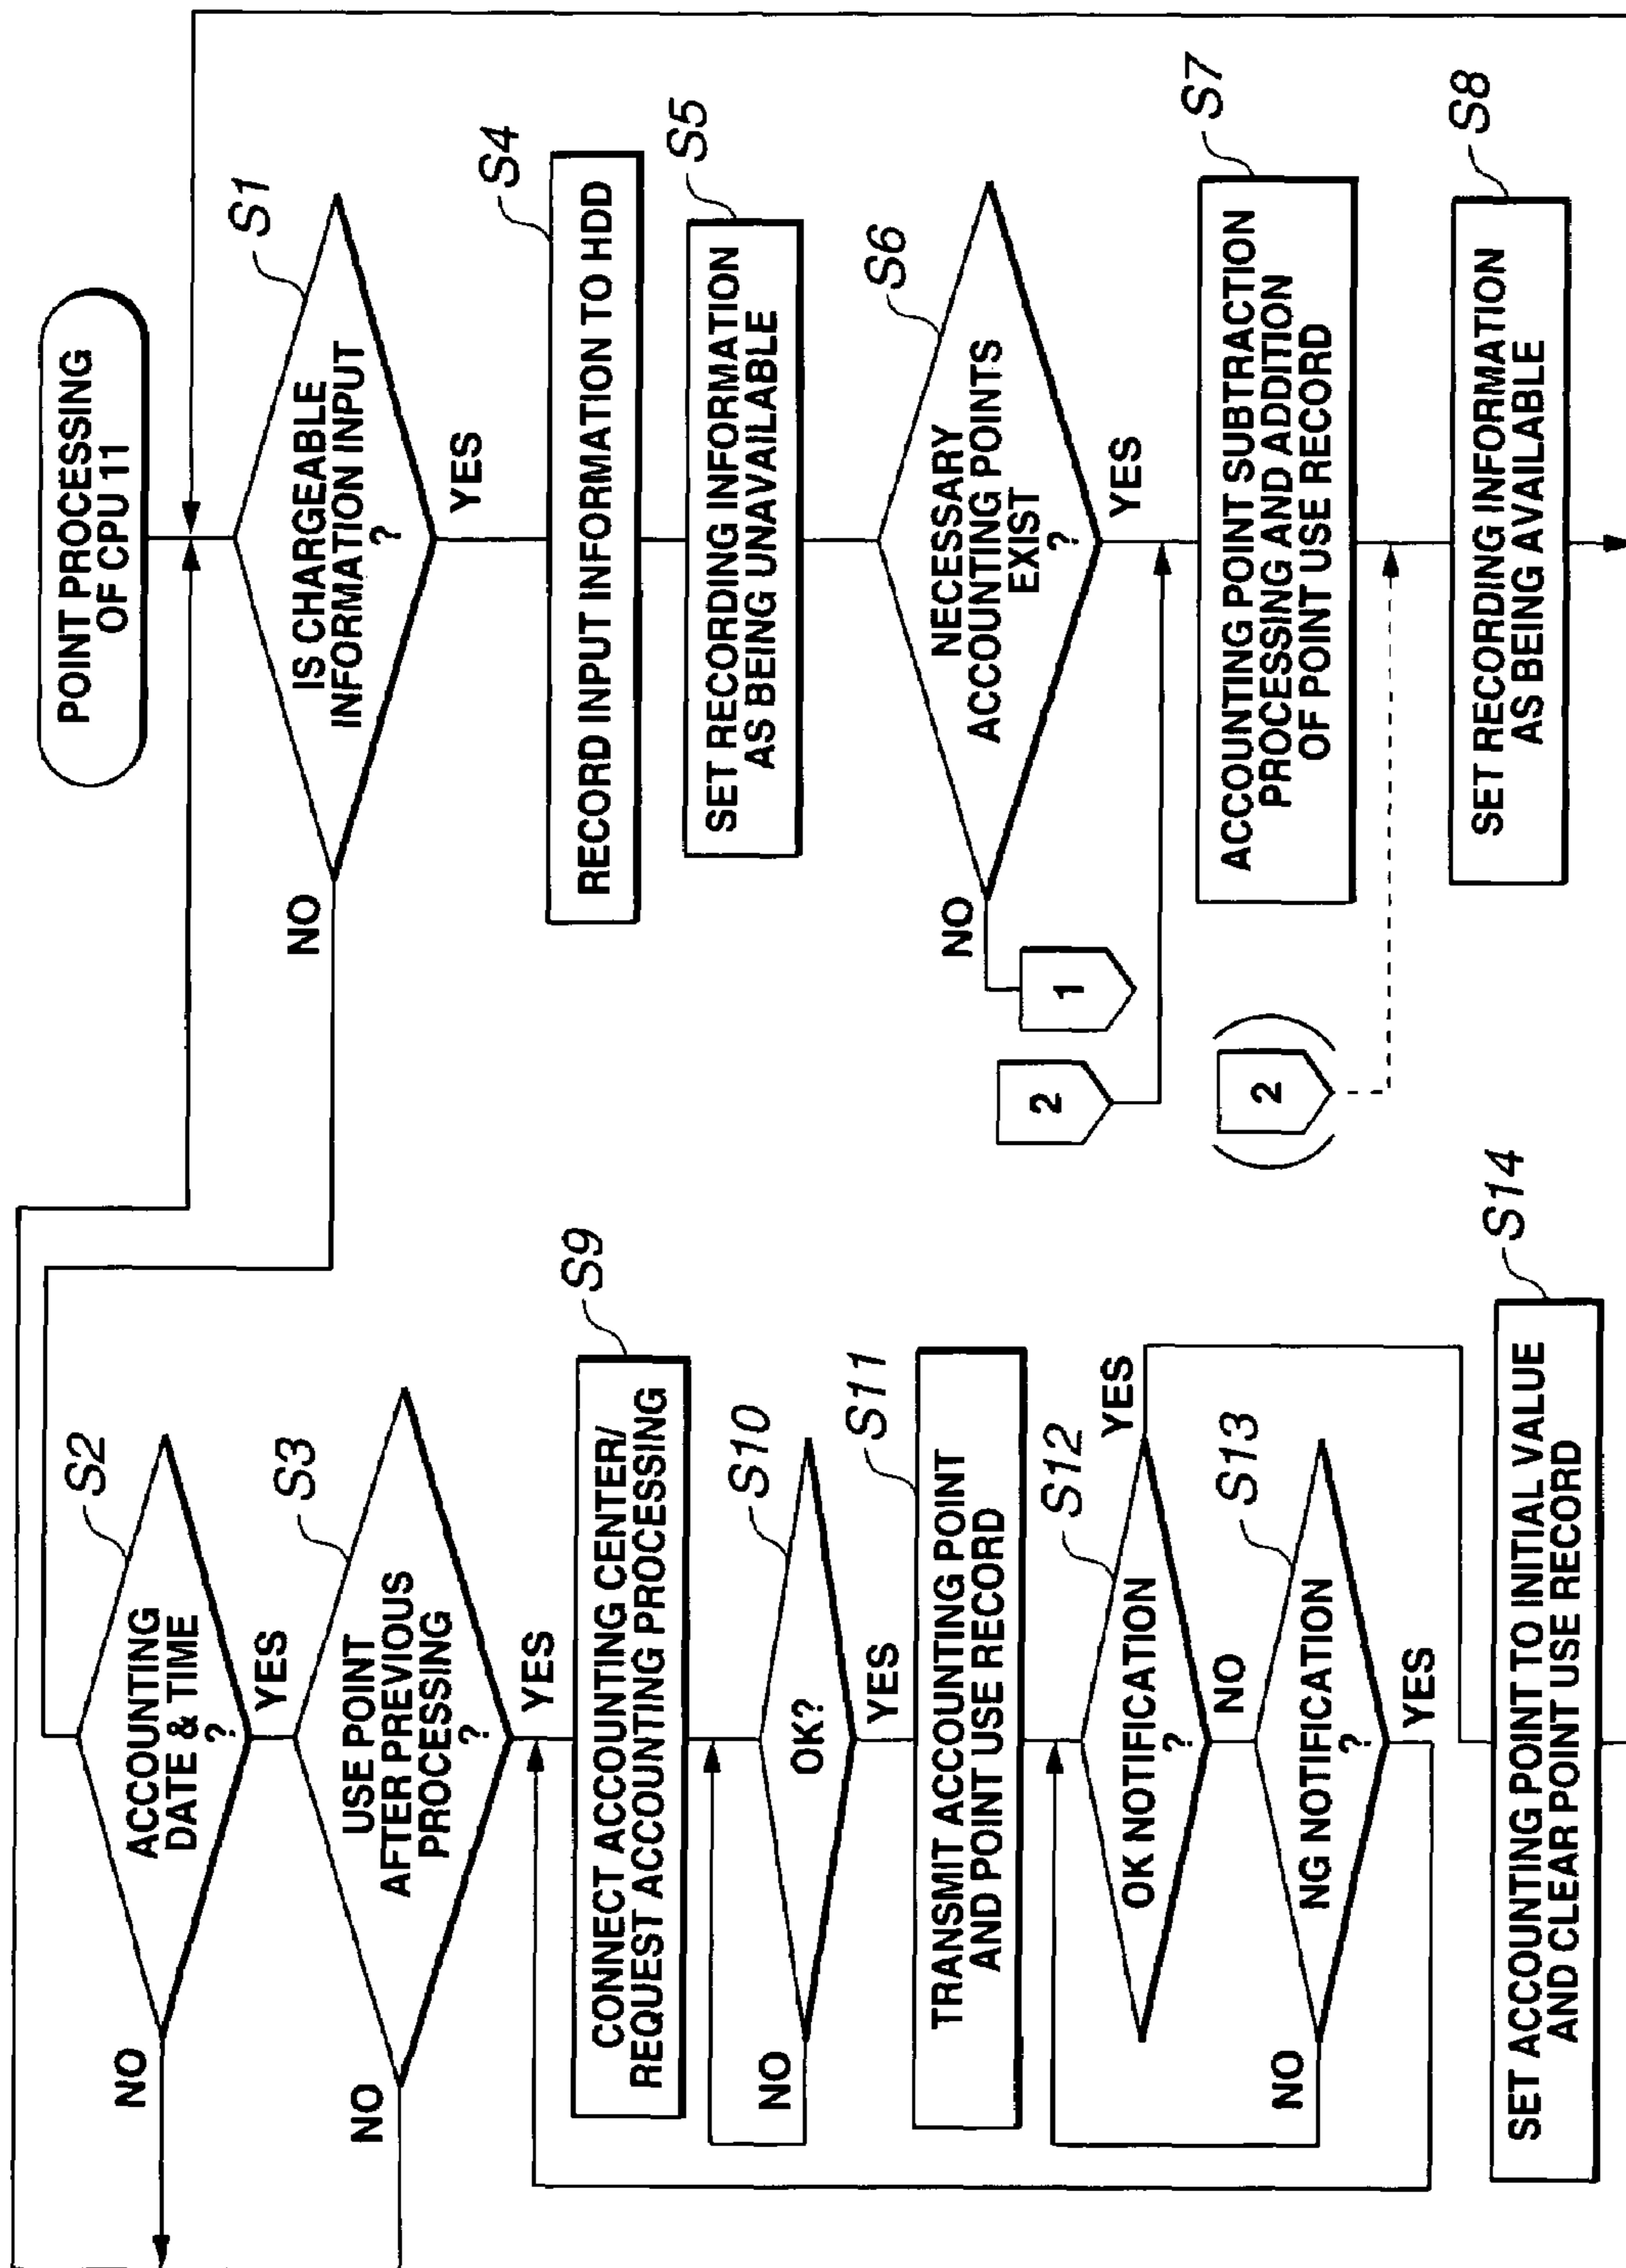 POINT PROCESSING
OF CPU 11
S1
IS CHARGEABLE
INFORMATION INPUT
?
NO
YES
S4
RECORD INPUT INFORMATION TO HDD
S5
SET RECORDING INFORMATION
AS BEING UNAVAILABLE
S6
NECESSARY
ACCOUNTING POINTS
EXIST
?
NO
YES
1
2
S7
ACCOUNTING POINT SUBTRACTION
PROCESSING AND ADDITION
OF POINT USE RECORD
(2)
S8
SET RECORDING INFORMATION
AS BEING AVAILABLE
S2
ACCOUNTING
DATE & TIME
?
NO
YES
S3
USE POINT
AFTER PREVIOUS
PROCESSING
?
NO
YES
S9
CONNECT ACCOUNTING CENTER/
REQUEST ACCOUNTING PROCESSING
S10
OK?
NO
YES
S11
TRANSMIT ACCOUNTING POINT
AND POINT USE RECORD
S12
OK NOTIFICATION
?
YES
NO
S13
NG NOTIFICATION
?
NO
YES
S14
SET ACCOUNTING POINT TO INITIAL VALUE
AND CLEAR POINT USE RECORD